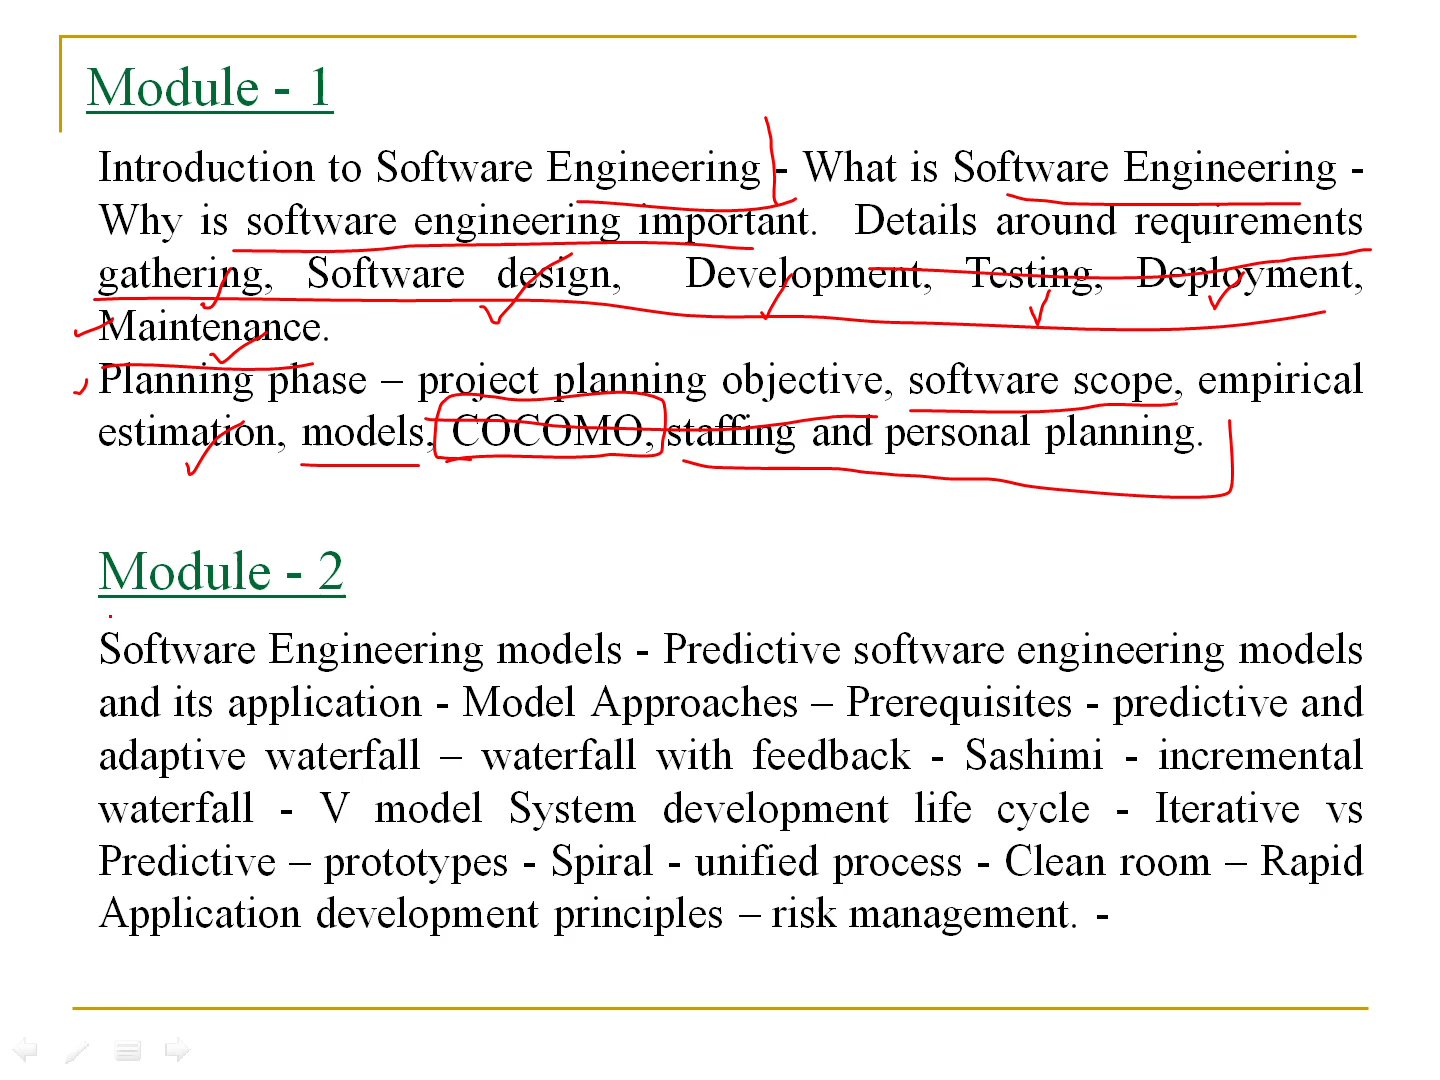 Module - 1
Introduction to Software Engineering - What is Software Engineering -
Why is software engineering important. Details around requirements
gathering, Software design, Development, Testing, Deployment,
Maintenance.
Planning phase – project planning objective, software scope, empirical
estimation, models, COCOMO, staffing and personal planning.
Module - 2
Software Engineering models - Predictive software engineering models
and its application - Model Approaches – Prerequisites - predictive and
adaptive waterfall – waterfall with feedback - Sashimi - incremental
waterfall - V model System development life cycle - Iterative vs
Predictive – prototypes - Spiral - unified process - Clean room – Rapid
Application development principles – risk management. -